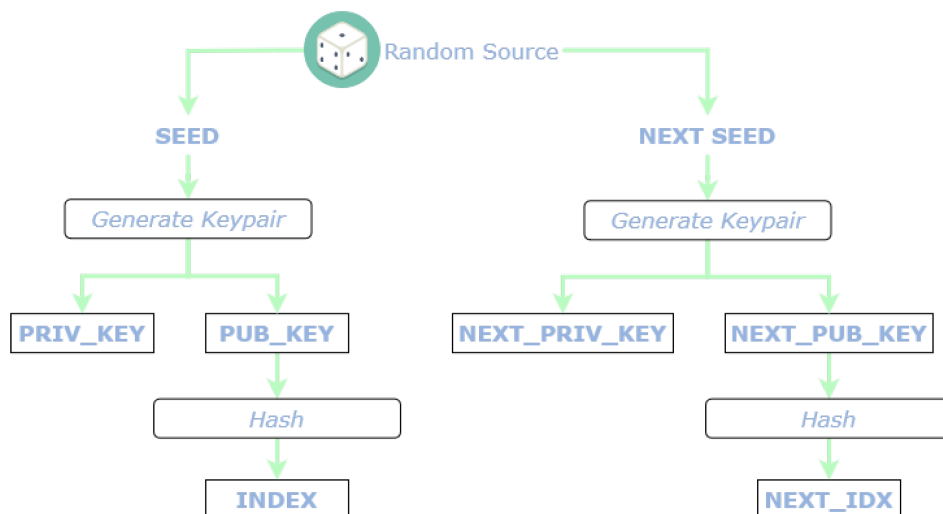 Random Source
SEED
NEXT SEED
Generate Keypair
Generate Keypair
PRIV_KEY
PUB_KEY
NEXT_PRIV_KEY
NEXT_PUB_KEY
Hash
Hash
INDEX
NEXT_IDX